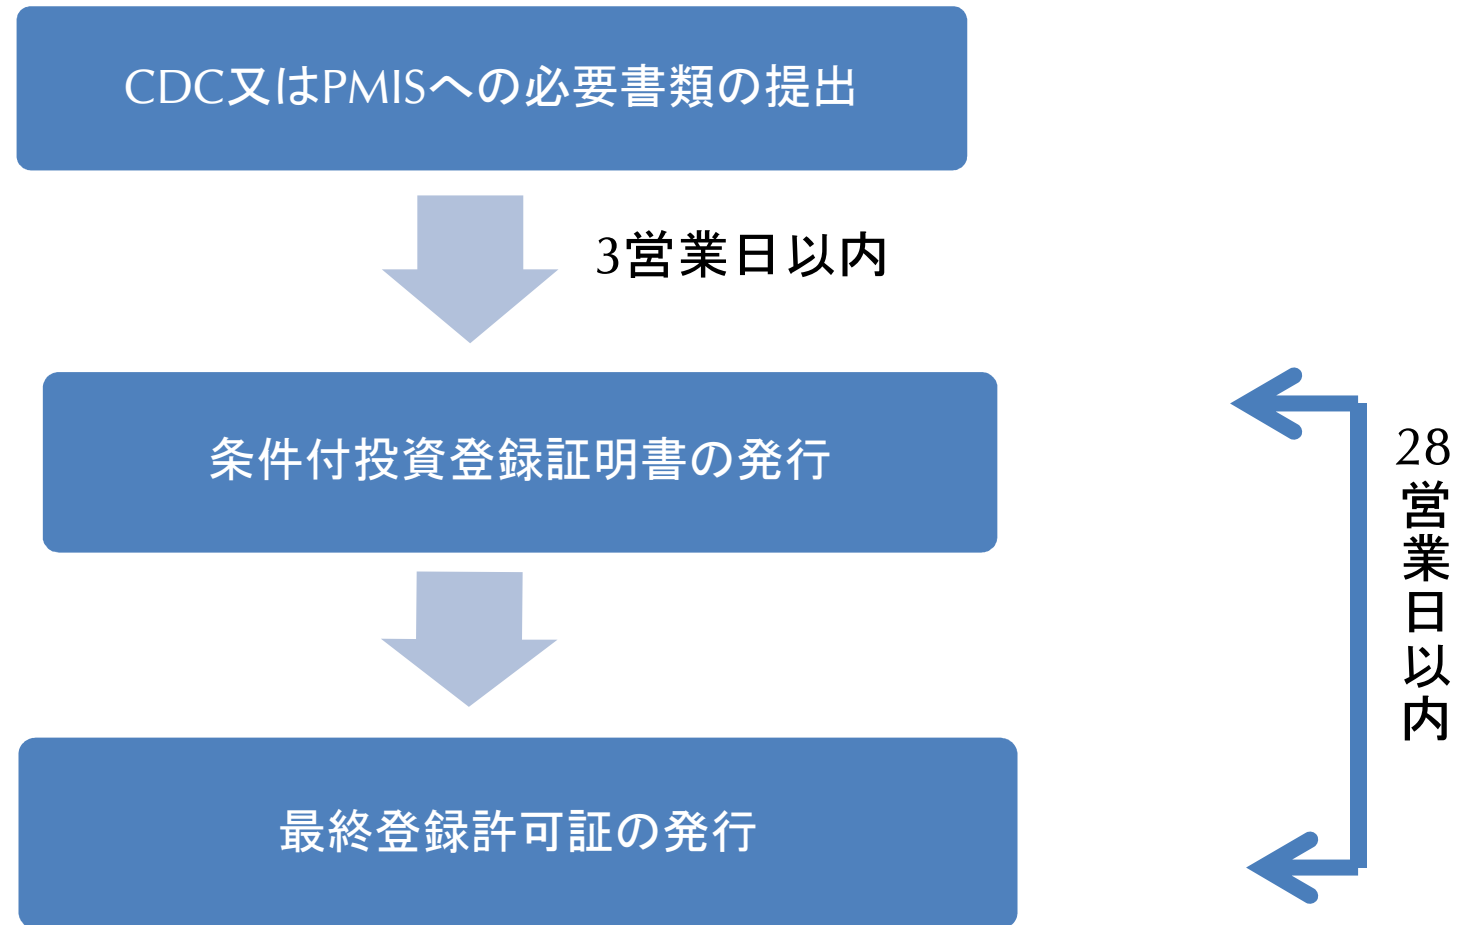 CDC又はPMISへの必要書類の提出
3営業日以内
条件付投資登録証明書の発行
28営業日以内
最終登録許可証の発行